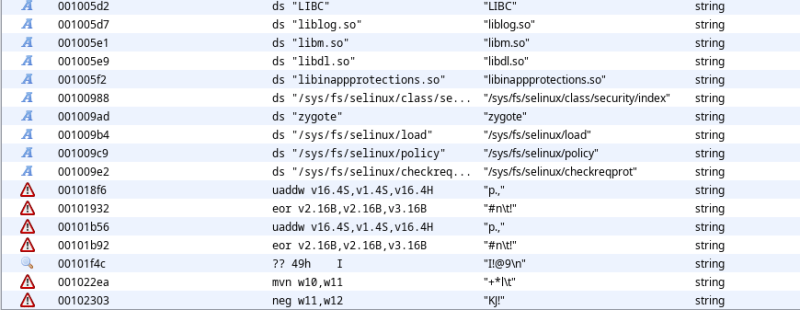 001005d2 ds "LIBC" "LIBC" string
001005d7 ds "liblog.so" "liblog.so" string
001005e1 ds "libm.so" "libm.so" string
001005e9 ds "libdl.so" "libdl.so" string
001005f2 ds "libinappprotections.so" "libinappprotections.so" string
00100988 ds "/sys/fs/selinux/class/se... "/sys/fs/selinux/class/security/index" string
001009ad ds "zygote" "zygote" string
001009b4 ds "/sys/fs/selinux/load" "/sys/fs/selinux/load" string
001009c9 ds "/sys/fs/selinux/policy" "/sys/fs/selinux/policy" string
001009e2 ds "/sys/fs/selinux/checkreq... "/sys/fs/selinux/checkreqprot" string
001018f6 uaddw v16.4S,v1.4S,v16.4H "p.," string
00101932 eor v2.16B,v2.16B,v3.16B "#n\t!" string
00101b56 uaddw v16.4S,v1.4S,v16.4H "p.," string
00101b92 eor v2.16B,v2.16B,v3.16B "#n\t!" string
00101f4c ?? 49h I "I!@9\n" string
001022ea mvn w10,w11 "+*l\t" string
00102303 neg w11,w12 "KJ!" string